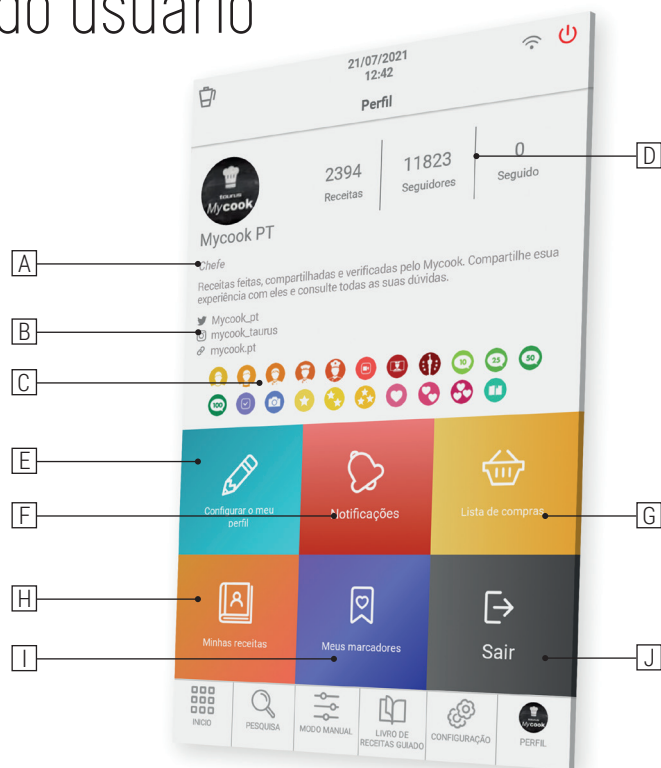 do usuário
21/07/2021
12:42
Perfil
2394
Receitas
11823
Seguidores
0
Seguido
D
taurus
Mycook
Mycook PT
A
Chefe
Receitas feitas, compartilhadas e verificadas pelo Mycook. Compartilhe esua
experiência com eles e consulte todas as suas dúvidas.
B
Mycook_pt
mycook_taurus
mycook.pt
C
10
25
50
100
E
Configurar o meu
perfil
F
Notificações
Lista de compras
G
H
Minhas receitas
I
Meus marcadores
Sair
J
INICIO
PESQUISA
MODO MANUAL
LIVRO DE
RECEITAS GUIADO
CONFIGURAÇÃO
Mycook
PERFIL